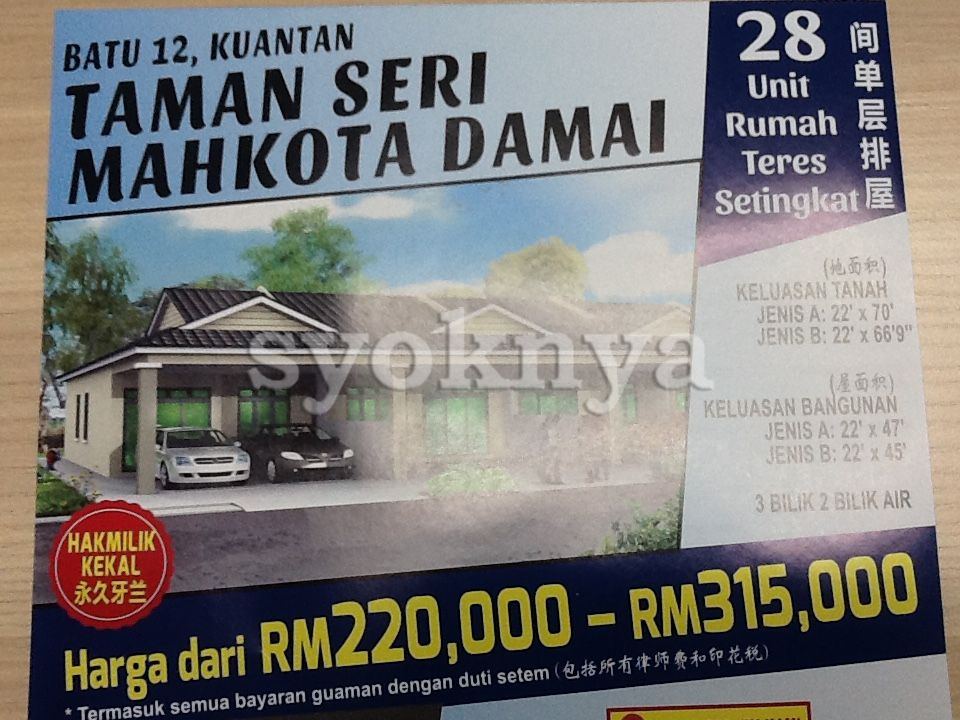 BATU 12, KUANTAN
TAMAN SERI
MAHKOTA DAMAI
28
Unit
Rumah
Teres
Setingkat
间单层排屋
(地面积)
KELUASAN TANAH
JENIS A: 22' x 70'
JENIS B: 22' x 66'9"
(屋面积)
KELUASAN BANGUNAN
JENIS A: 22' x 47'
JENIS B: 22' x 45'
3 BILIK 2 BILIK AIR
syoknya
HAKMILIK
KEKAL
永久牙兰
Harga dari RM220,000 – RM315,000
* Termasuk semua bayaran guaman dengan duti setem (包括所有律师费和印花税)